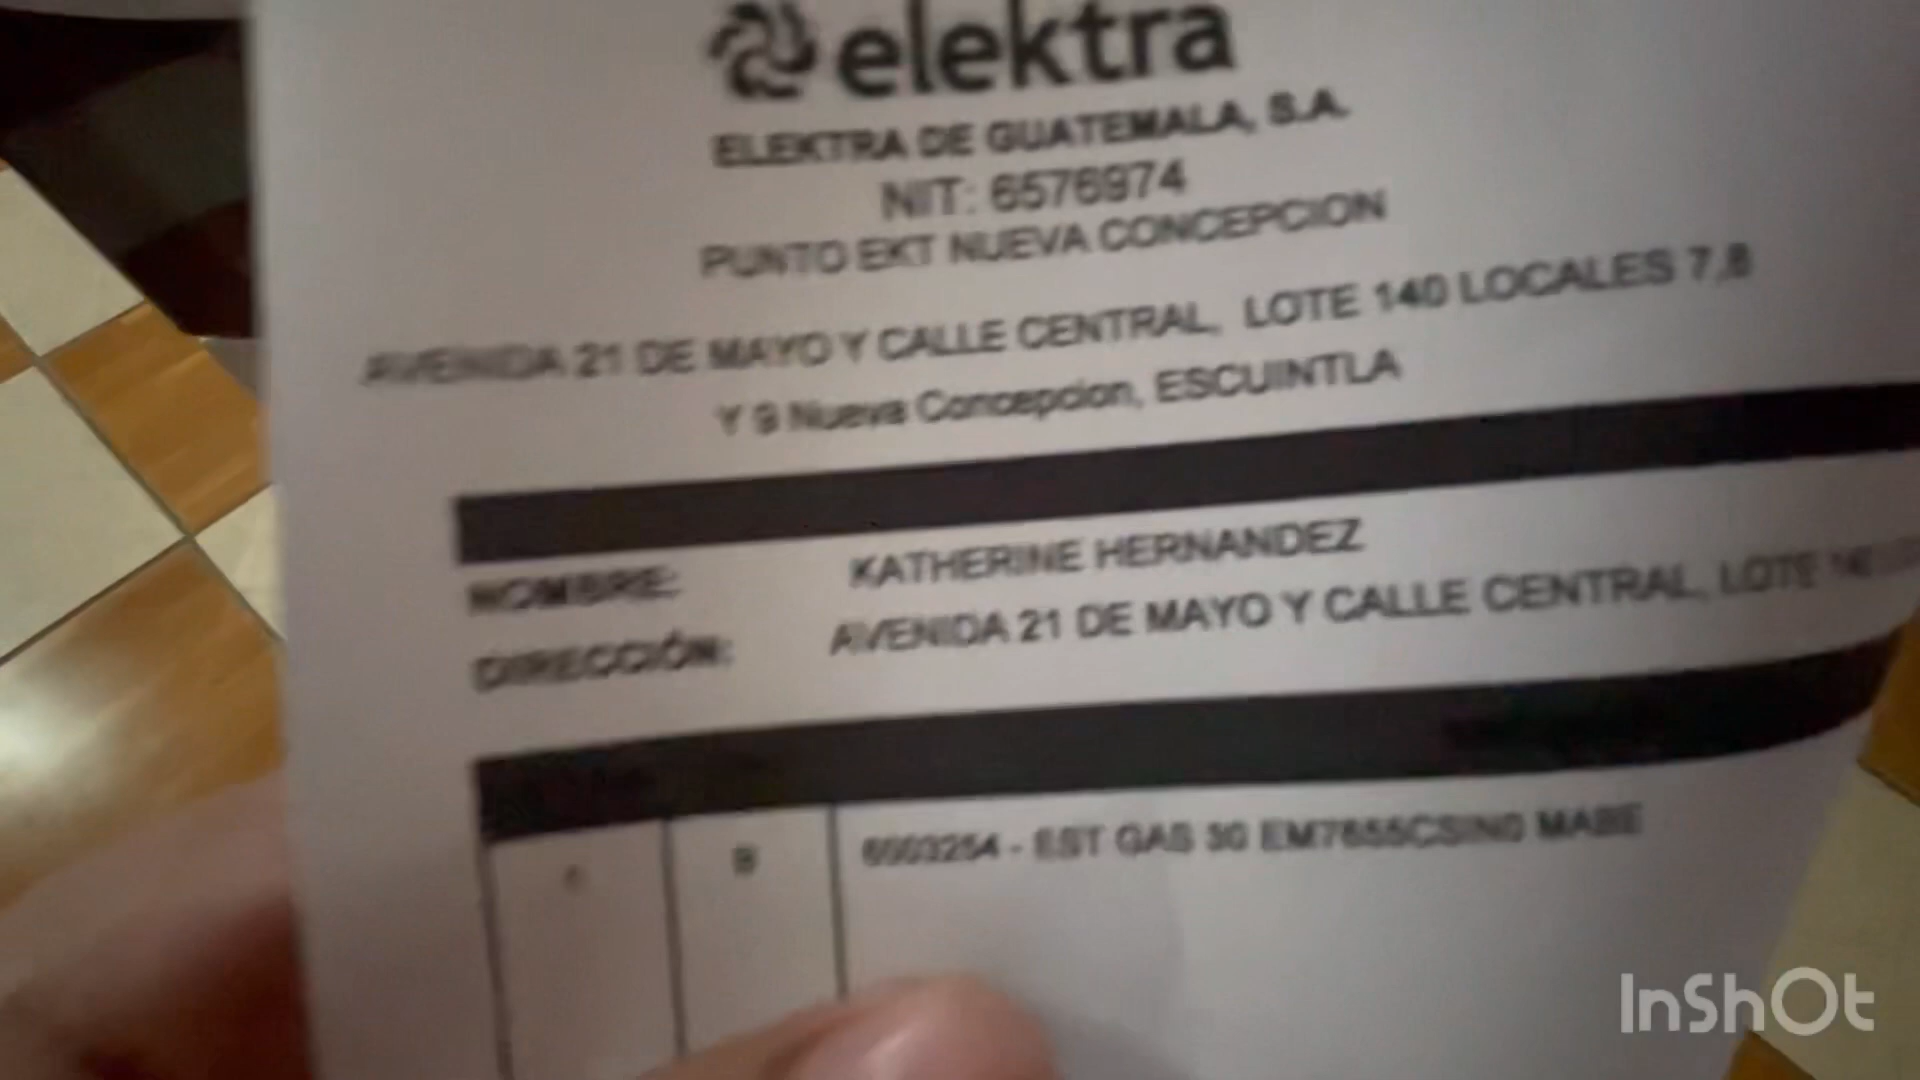 elektra
ELEKTRA DE GUATEMALA, S.A.
NIT: 6576974
PUNTO EKT NUEVA CONCEPCION
AVENIDA 21 DE MAYO Y CALLE CENTRAL, LOTE 140 LOCALES 7,8
Y 9 Nueva Concepcion, ESCUINTLA
NOMBRE: KATHERINE HERNANDEZ
DIRECCIÓN: AVENIDA 21 DE MAYO Y CALLE CENTRAL, LOTE
B - EST GAS 30 MABE
InShOt